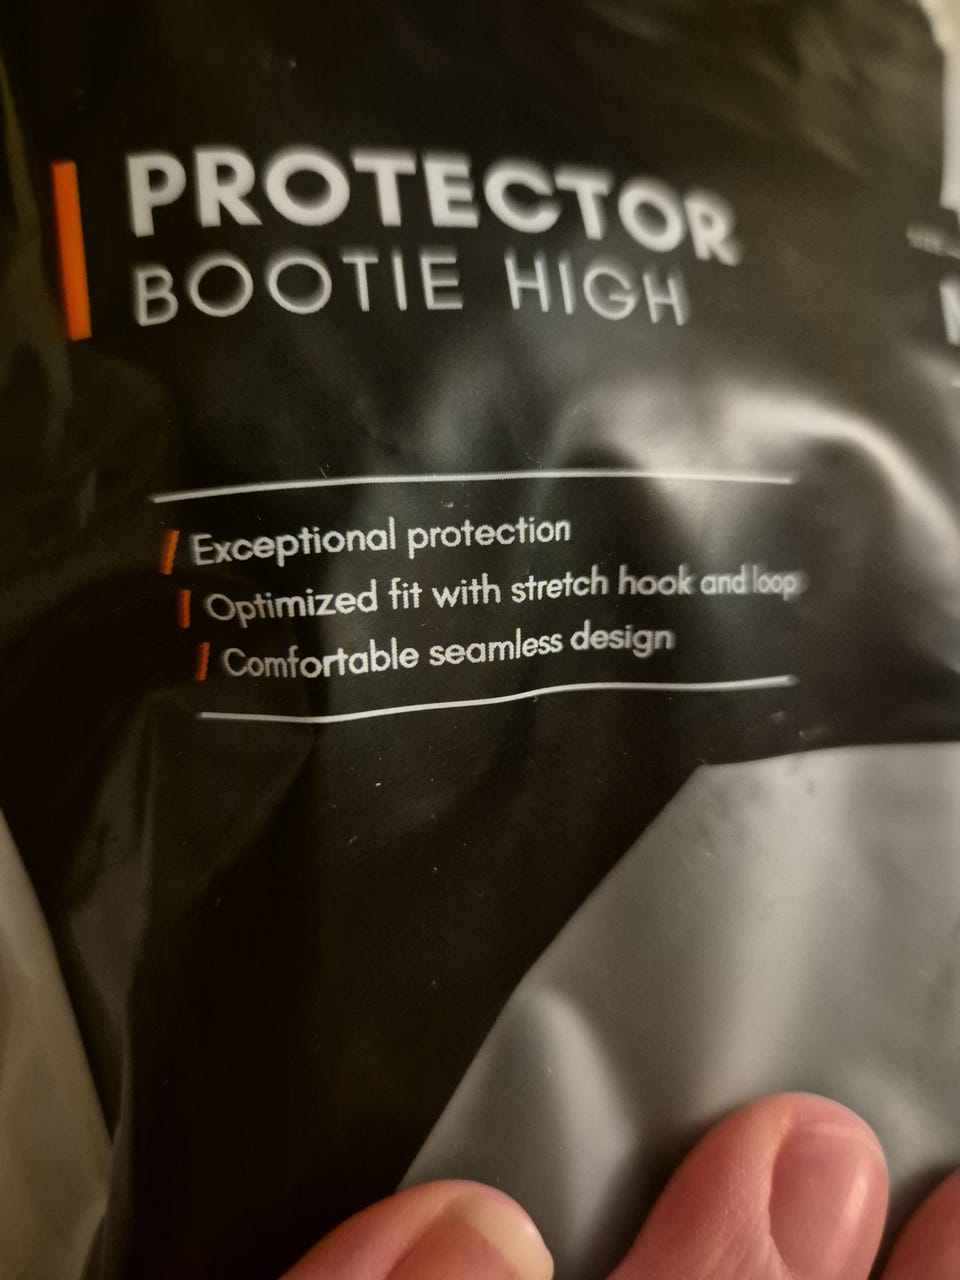 PROTECTOR
BOOTIE HIGH
Exceptional protection
Optimized fit with stretch hook and loop
Comfortable seamless design